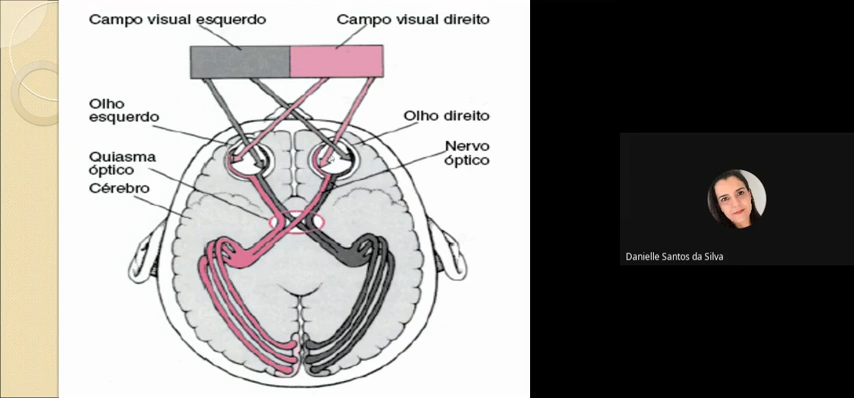 Campo visual esquerdo
Campo visual direito
Olho
esquerdo
Olho direito
Quiasma
óptico
Nervo
óptico
Cérebro
Danielle Santos da Silva